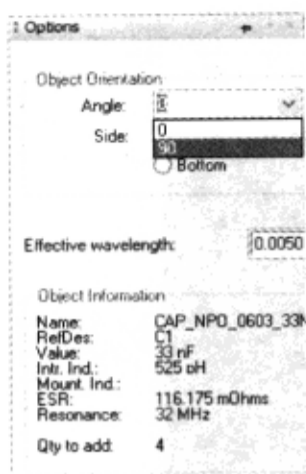 Options
Object Orientation
Angle:
0
90
Side:
Bottom
Effective wavelength: 0.0050
Object Information
Name: CAP_NPO_0603_33N
RefDes: C1
Value: 33 nF
Intr. Ind.: 525 pH
Mount. Ind.:
ESR: 116.175 mOhms
Resonance: 32 MHz
Qty to add: 4